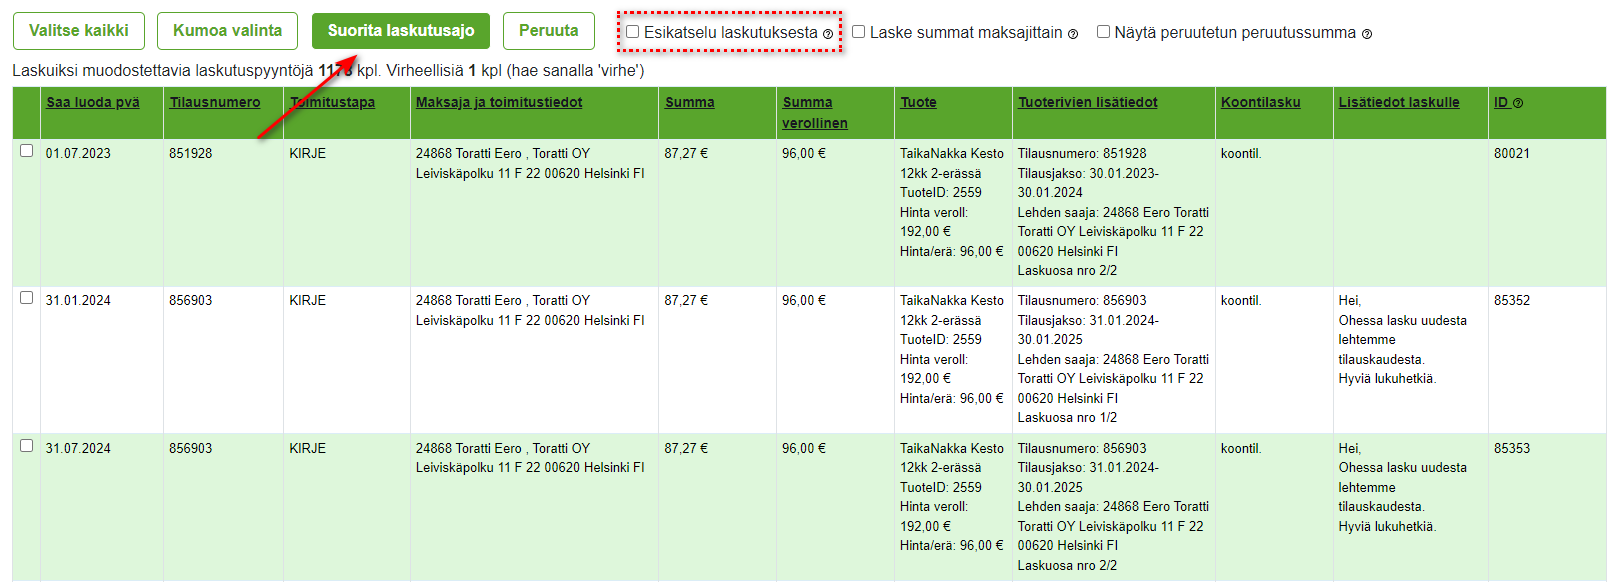 Valitse kaikki Kumoa valinta Suorita laskutusajo Peruuta Esikatselu laskutuksesta Laske summat maksajittain Näytä peruutetun peruutussumma
Laskuiksi muodostettavia laskutuspyyntöjä kpl. Virheellisiä 1 kpl (hae sanalla 'virhe')
Saa luoda pvä Tilausnumero Toimitustapa Maksaja ja toimitustiedot Summa Summa verollinen Tuote Tuoterivien lisätiedot Koontilasku Lisätiedot laskulle ID
01.07.2023
851928
KIRJE
24868 Toratti Eero , Toratti OY
Leiviskäpolku 11 F 22 00620 Helsinki FI
87,27 €
96,00 €
TaikaNakka Kesto
12kk 2-erässä
TuoteID: 2559
Hinta veroll:
192,00 €
Hinta/erä: 96,00 €
Tilausnumero: 851928
Tilausjakso: 30.01.2023-
30.01.2024
Lehden saaja: 24868 Eero Toratti
Toratti OY Leiviskäpolku 11 F 22
00620 Helsinki FI
Laskuosa nro 2/2
koontil.
80021
31.01.2024
856903
KIRJE
24868 Toratti Eero , Toratti OY
Leiviskäpolku 11 F 22 00620 Helsinki FI
87,27 €
96,00 €
TaikaNakka Kesto
12kk 2-erässä
TuoteID: 2559
Hinta veroll:
192,00 €
Hinta/erä: 96,00 €
Tilausnumero: 856903
Tilausjakso: 31.01.2024-
30.01.2025
Lehden saaja: 24868 Eero Toratti
Toratti OY Leiviskäpolku 11 F 22
00620 Helsinki FI
Laskuosa nro 1/2
koontil.
Hei,
Ohessa lasku uudesta
lehtemme
tilauskaudesta.
Hyviä lukuhetkiä.
85352
31.07.2024
856903
KIRJE
24868 Toratti Eero , Toratti OY
Leiviskäpolku 11 F 22 00620 Helsinki FI
87,27 €
96,00 €
TaikaNakka Kesto
12kk 2-erässä
TuoteID: 2559
Hinta veroll:
192,00 €
Hinta/erä: 96,00 €
Tilausnumero: 856903
Tilausjakso: 31.01.2024-
30.01.2025
Lehden saaja: 24868 Eero Toratti
Toratti OY Leiviskäpolku 11 F 22
00620 Helsinki FI
Laskuosa nro 2/2
koontil.
Hei,
Ohessa lasku uudesta
lehtemme
tilauskaudesta.
Hyviä lukuhetkiä.
85353